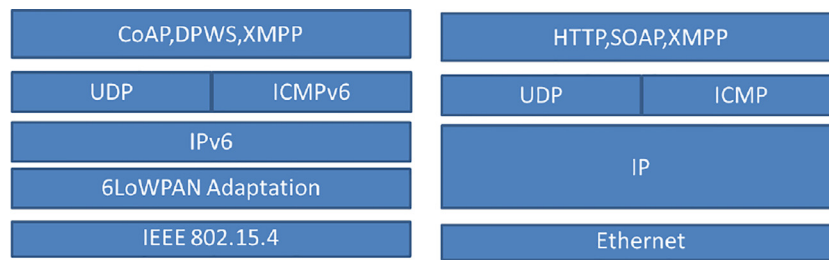 CoAP,DPWS,XMPP
UDP
ICMPv6
IPv6
6LoWPAN Adaptation
IEEE 802.15.4
HTTP,SOAP,XMPP
UDP
ICMP
IP
Ethernet